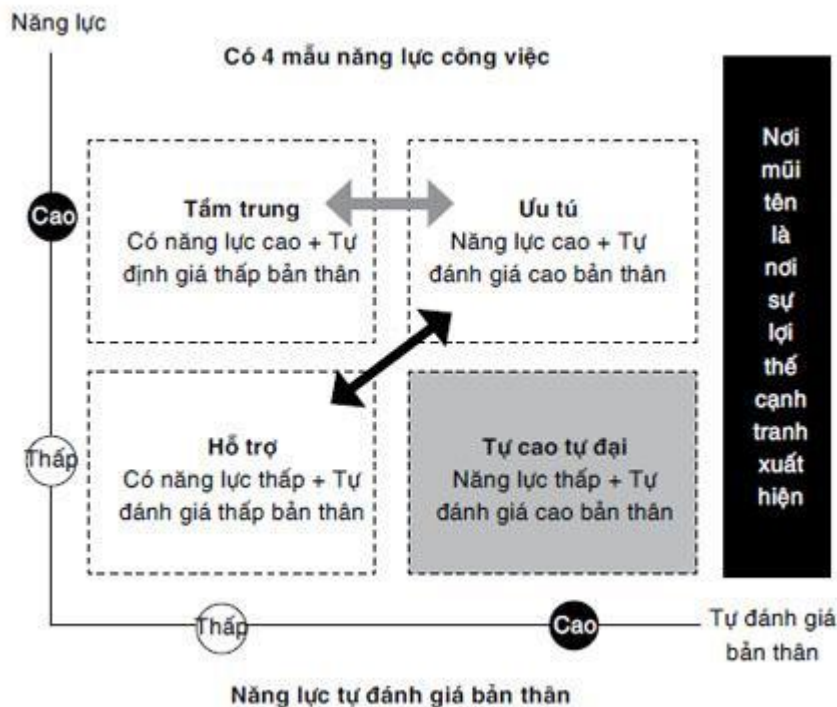 Năng lực
Có 4 mẫu năng lực công việc
Cao
Tầm trung
Có năng lực cao + Tự
định giá thấp bản thân
Ưu tú
Năng lực cao + Tự
đánh giá cao bản thân
Thấp
Hỗ trợ
Có năng lực thấp + Tự
đánh giá thấp bản thân
Tự cao tự đại
Năng lực thấp + Tự
đánh giá cao bản thân
Nơi
mũi
tên
là
nơi
sự
lợi
thế
cạnh
tranh
xuất
hiện
Thấp
Cao
Tự đánh giá
bản thân
Năng lực tự đánh giá bản thân